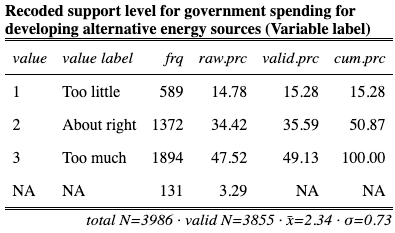 Recoded support level for government spending for
developing alternative energy sources (Variable label)
value value label frq raw.prc valid.prc cum.prc
1 Too little 589 14.78 15.28 15.28
2 About right 1372 34.42 35.59 50.87
3 Too much 1894 47.52 49.13 100.00
NA NA 131 3.29 NA NA
total N=3986 · valid N=3855 · x̄=2.34 · σ=0.73